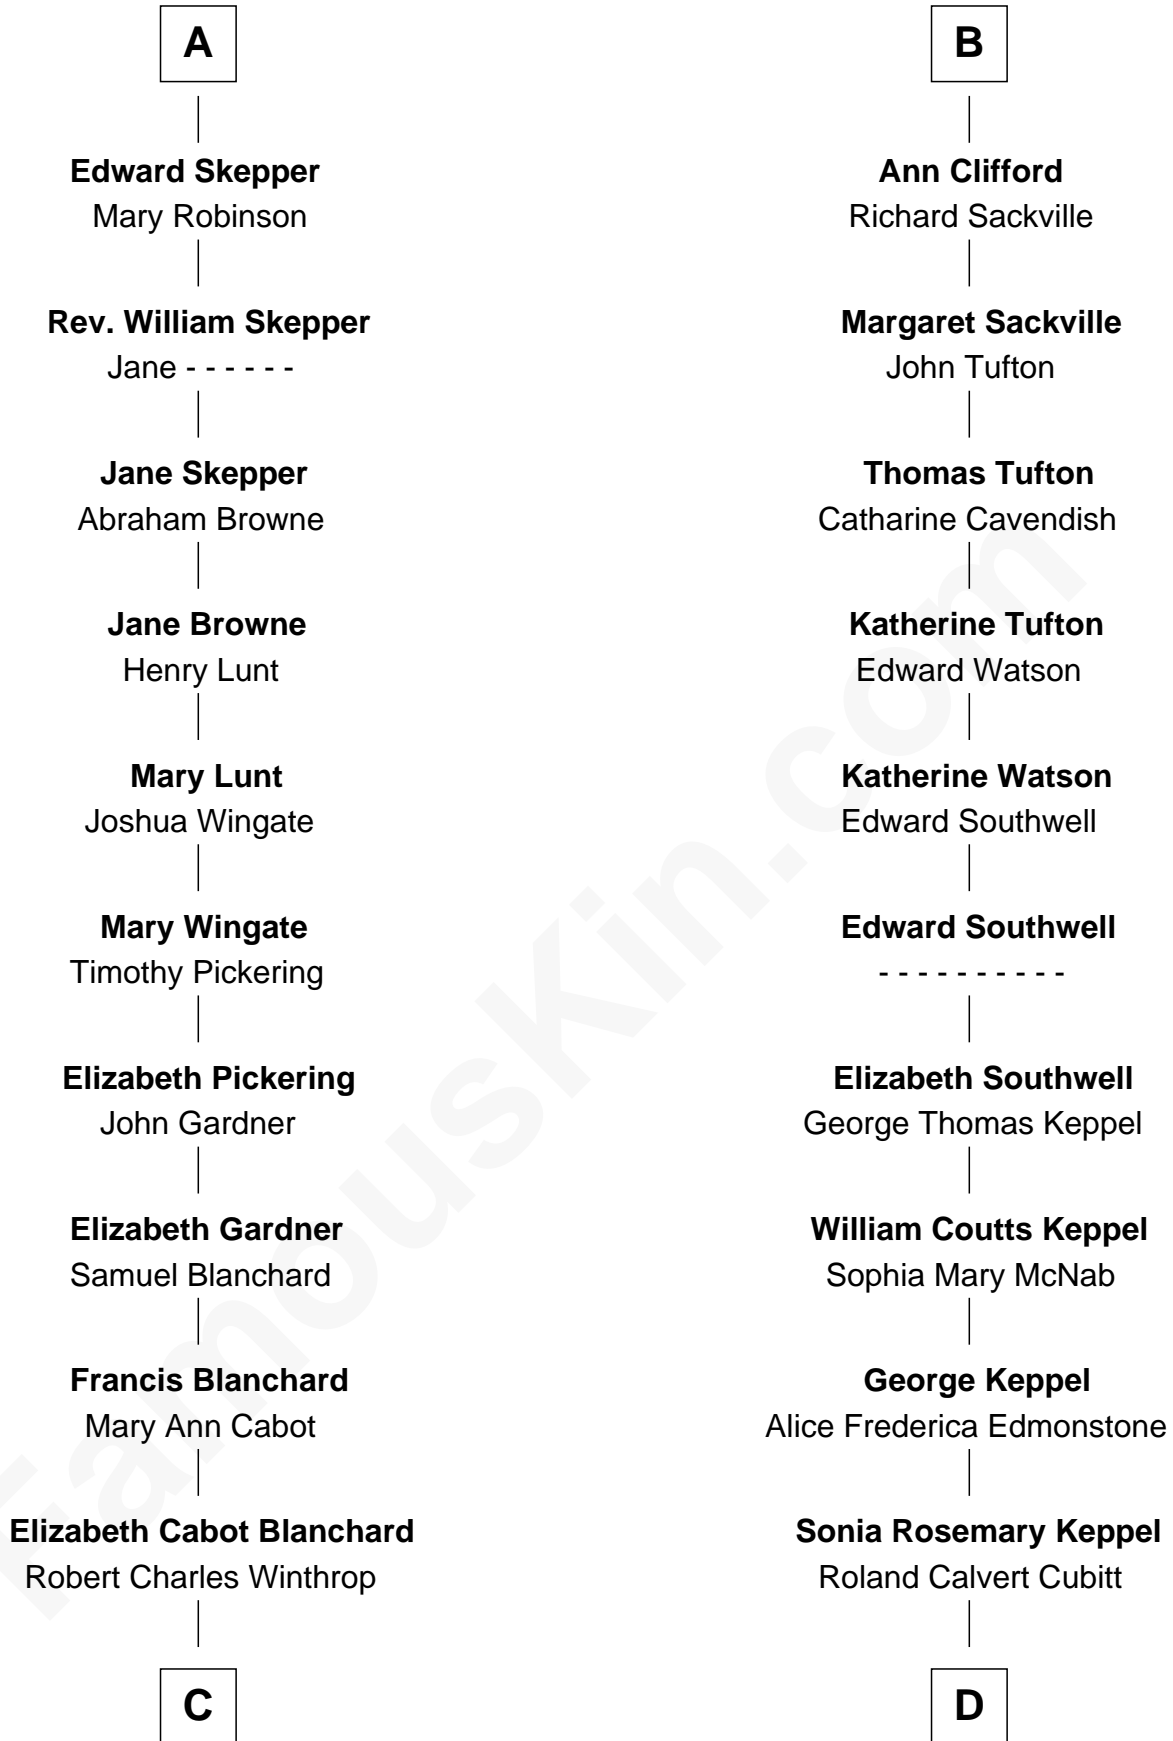 A
Edward Skepper
Mary Robinson
Rev. William Skepper
Jane - - - - - -
Jane Skepper
Abraham Browne
Jane Browne
Henry Lunt
Mary Lunt
Joshua Wingate
Mary Wingate
Timothy Pickering
Elizabeth Pickering
John Gardner
Elizabeth Gardner
Samuel Blanchard
Francis Blanchard
Mary Ann Cabot
Elizabeth Cabot Blanchard
Robert Charles Winthrop
C
B
Ann Clifford
Richard Sackville
Margaret Sackville
John Tufton
Thomas Tufton
Catharine Cavendish
Katherine Tufton
Edward Watson
Katherine Watson
Edward Southwell
Edward Southwell
- - - - - - - - - -
Elizabeth Southwell
George Thomas Keppel
William Coutts Keppel
Sophia Mary McNab
George Keppel
Alice Frederica Edmonstone
Sonia Rosemary Keppel
Roland Calvert Cubitt
D
FamousKin.com